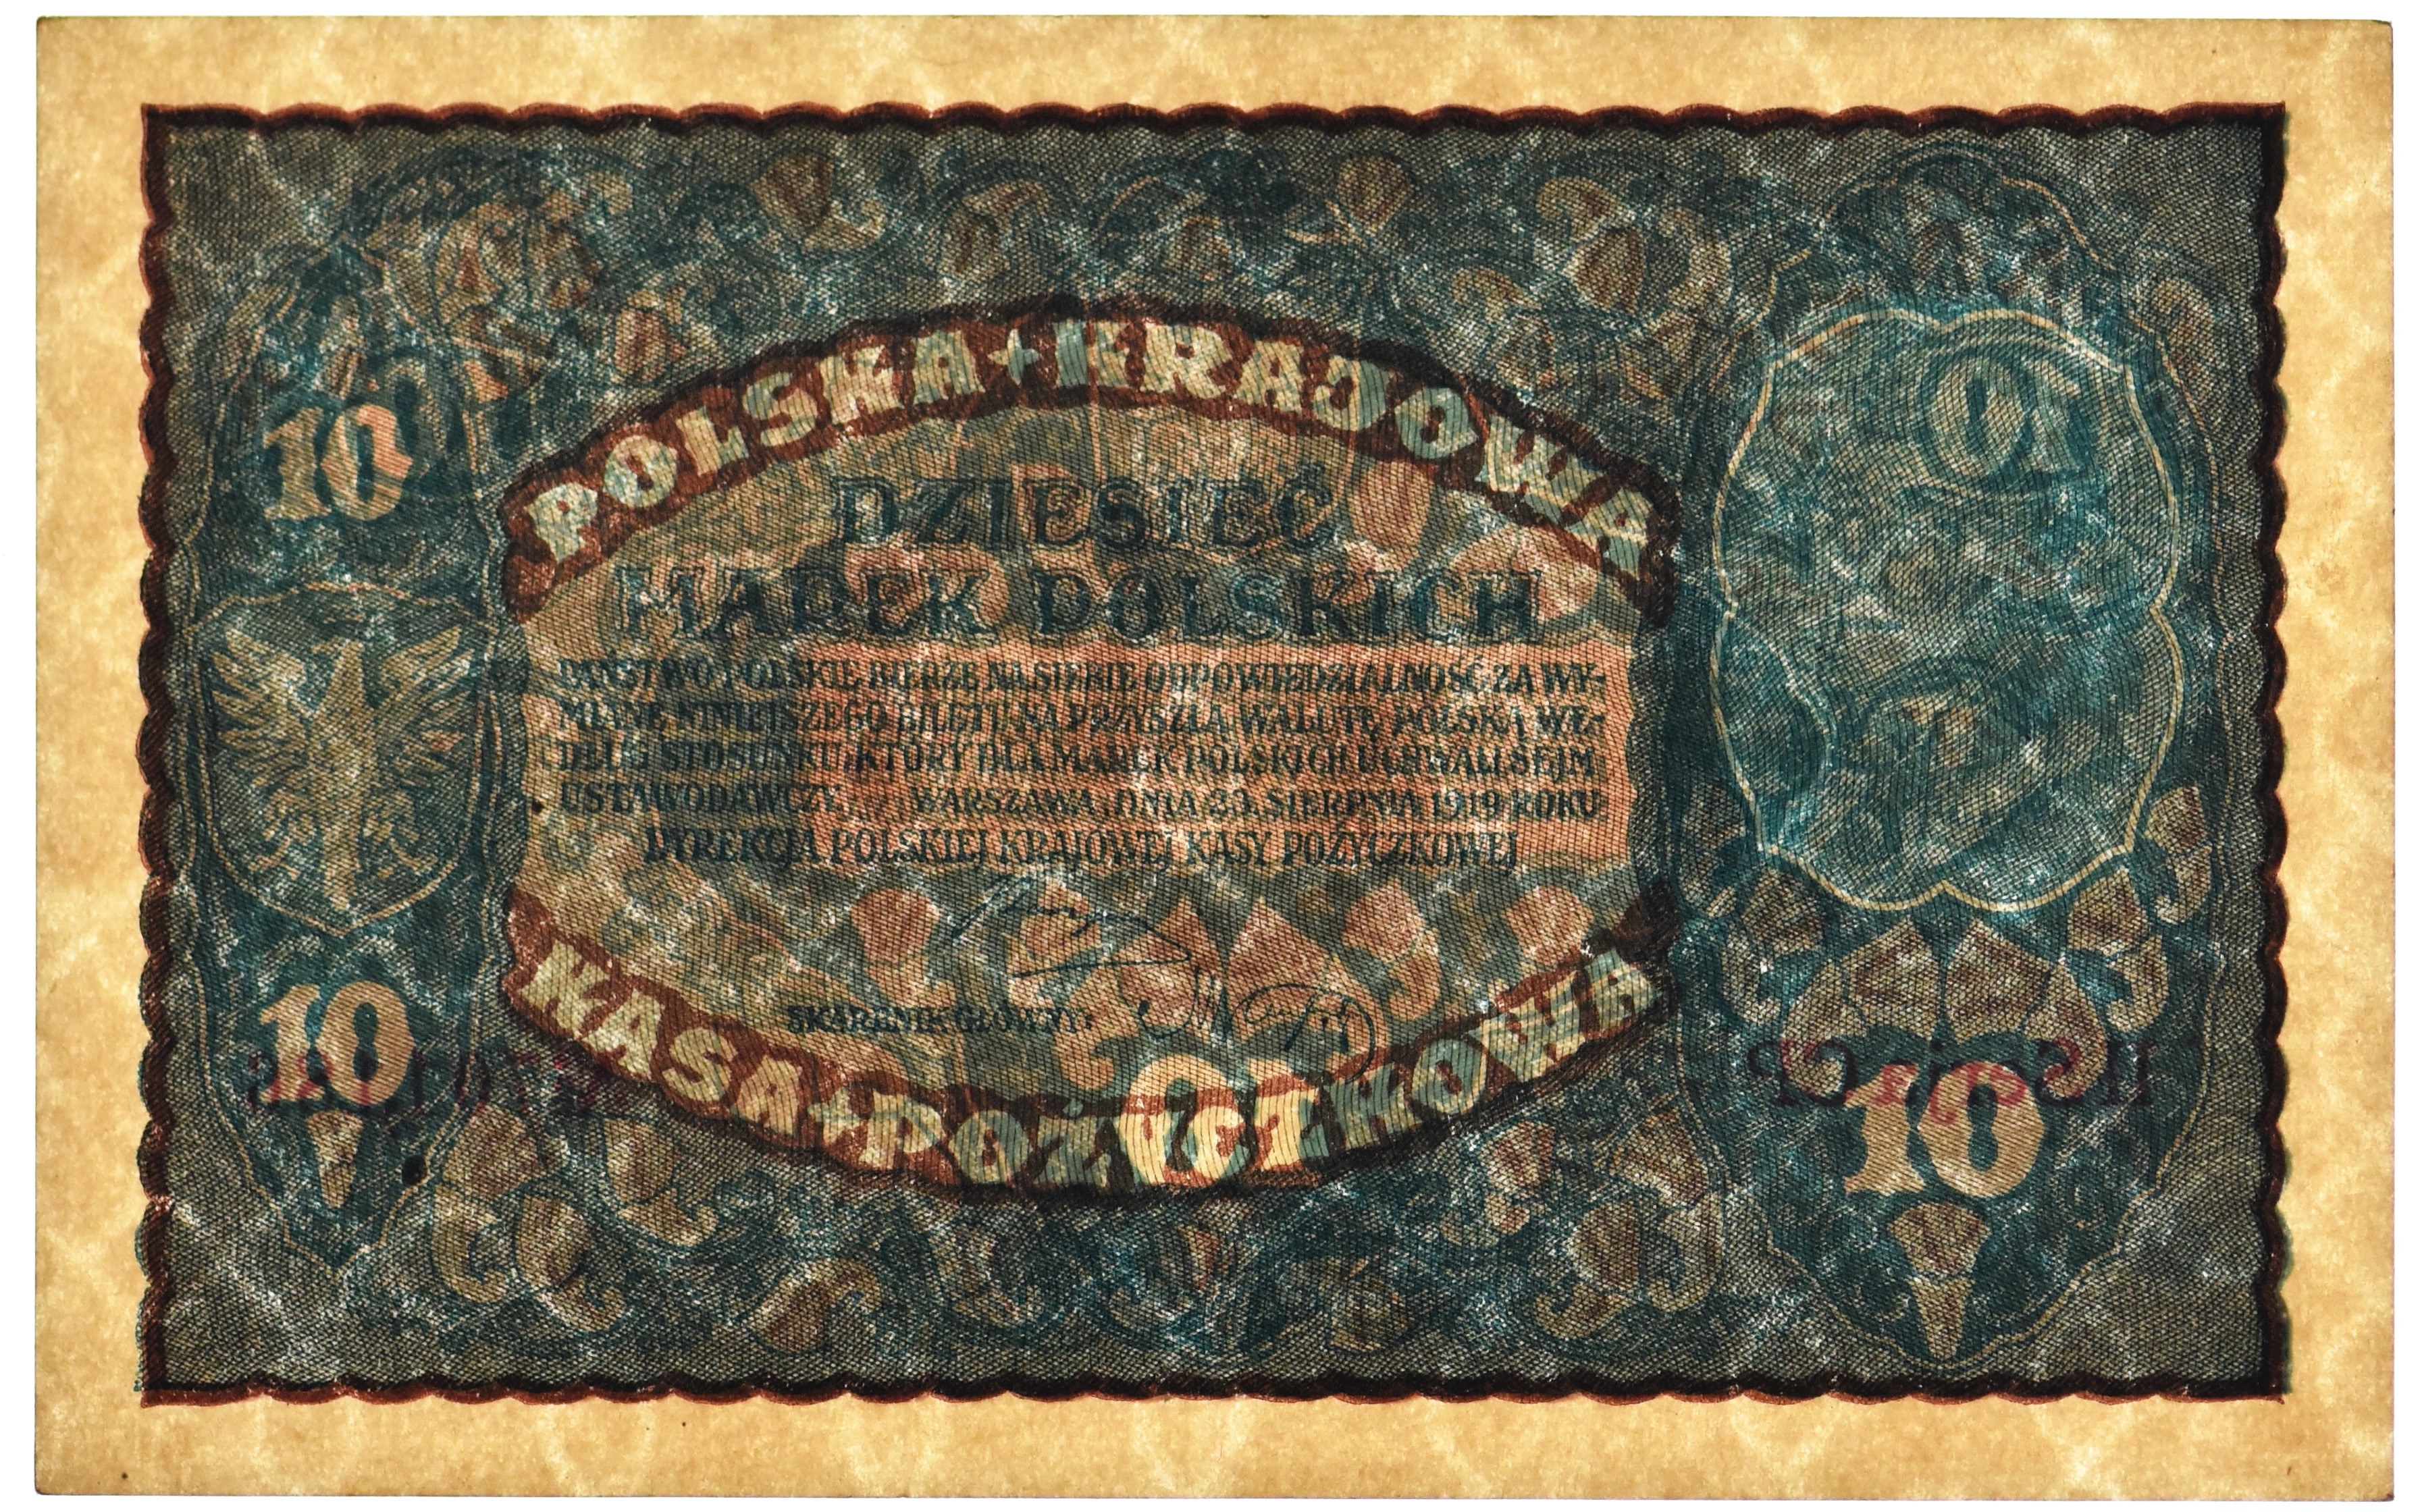 POLSKA KRAJOWA
10
10
DZIESIĘĆ
MAREK POLSKICH
POLSKIE BIERZE NA SIEBIE ODPOWIEDZIALNOŚĆ ZA WY-
NINIEJSZEGO BILETU NA PRZYSZŁĄ WALUTĘ POLSKĄ WE-
DŁUG STOSUNKU, KTÓRY DLA MAREK POLSKICH UCHWALI SEJM
USTAWODAWCZY. WARSZAWA, DNIA 23. SIERPNIA 1919 ROKU
DYREKCJA POLSKIEJ KRAJOWEJ KASY POŻYCZKOWEJ
SKARBNIK GŁÓWNY:
10
10
KASA POŻYCZKOWA